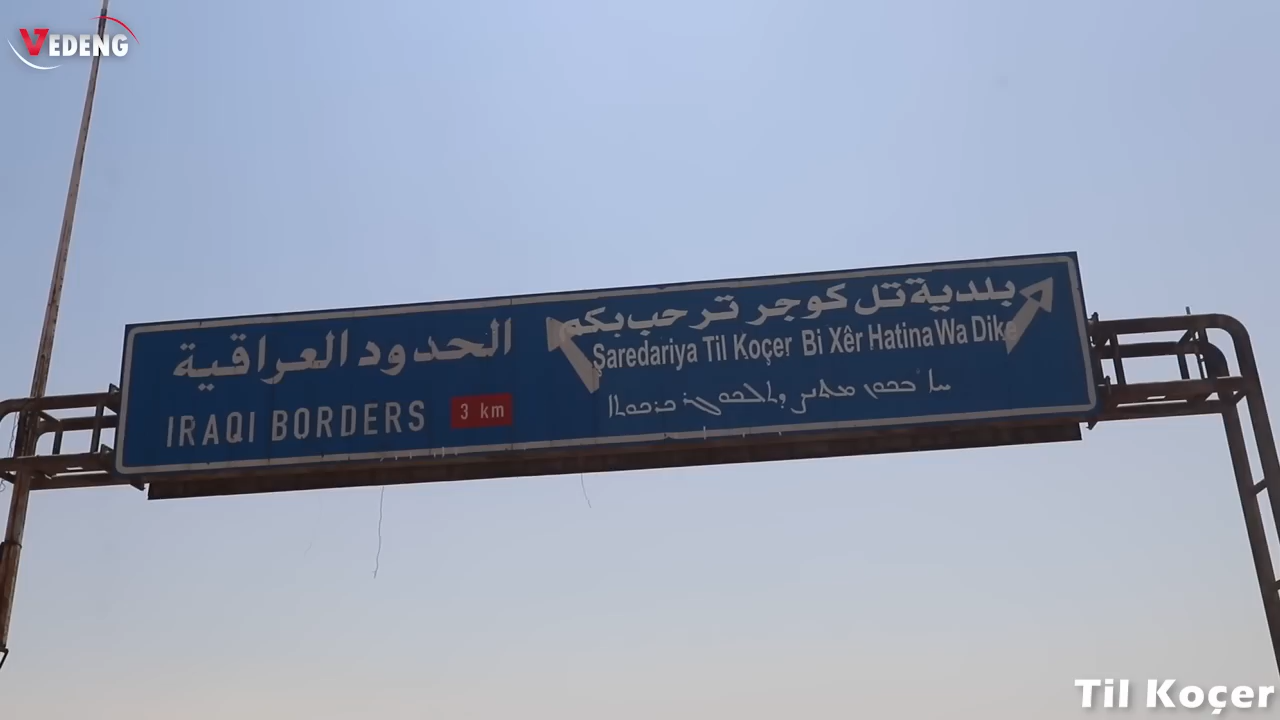 VEDENG
الحدود العراقية
IRAQI BORDERS
3 km
بلدية تل كوجر ترحب بكم
Şaredariya Til Koçer Bi Xêr Hatina Wa Dike
Til Koçer